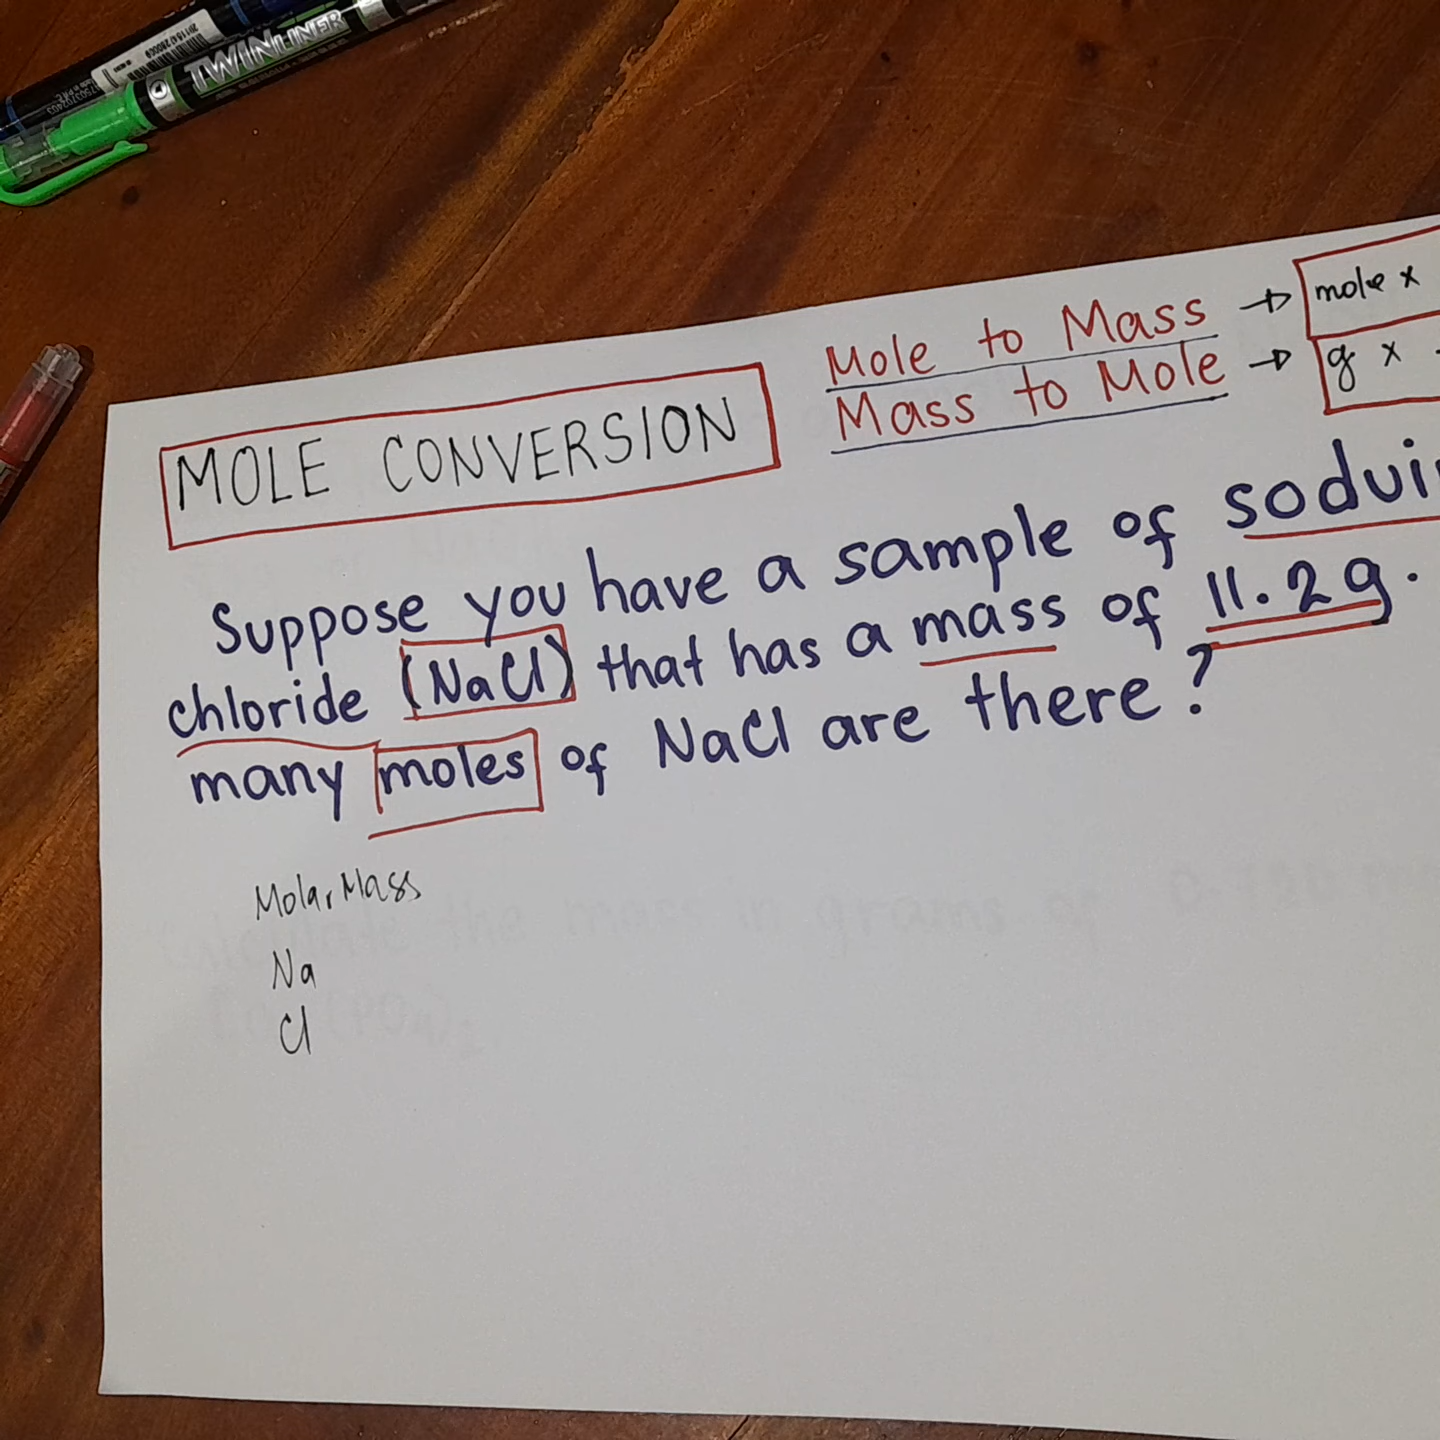 TWINLINER
MOLE CONVERSION
Mole to Mass → mole x
Mass to Mole → g x
Suppose you have a sample of
chloride (NaCl) that has a mass of 11.2g.
many moles of NaCl are there?
Molar Mass
Na
Cl